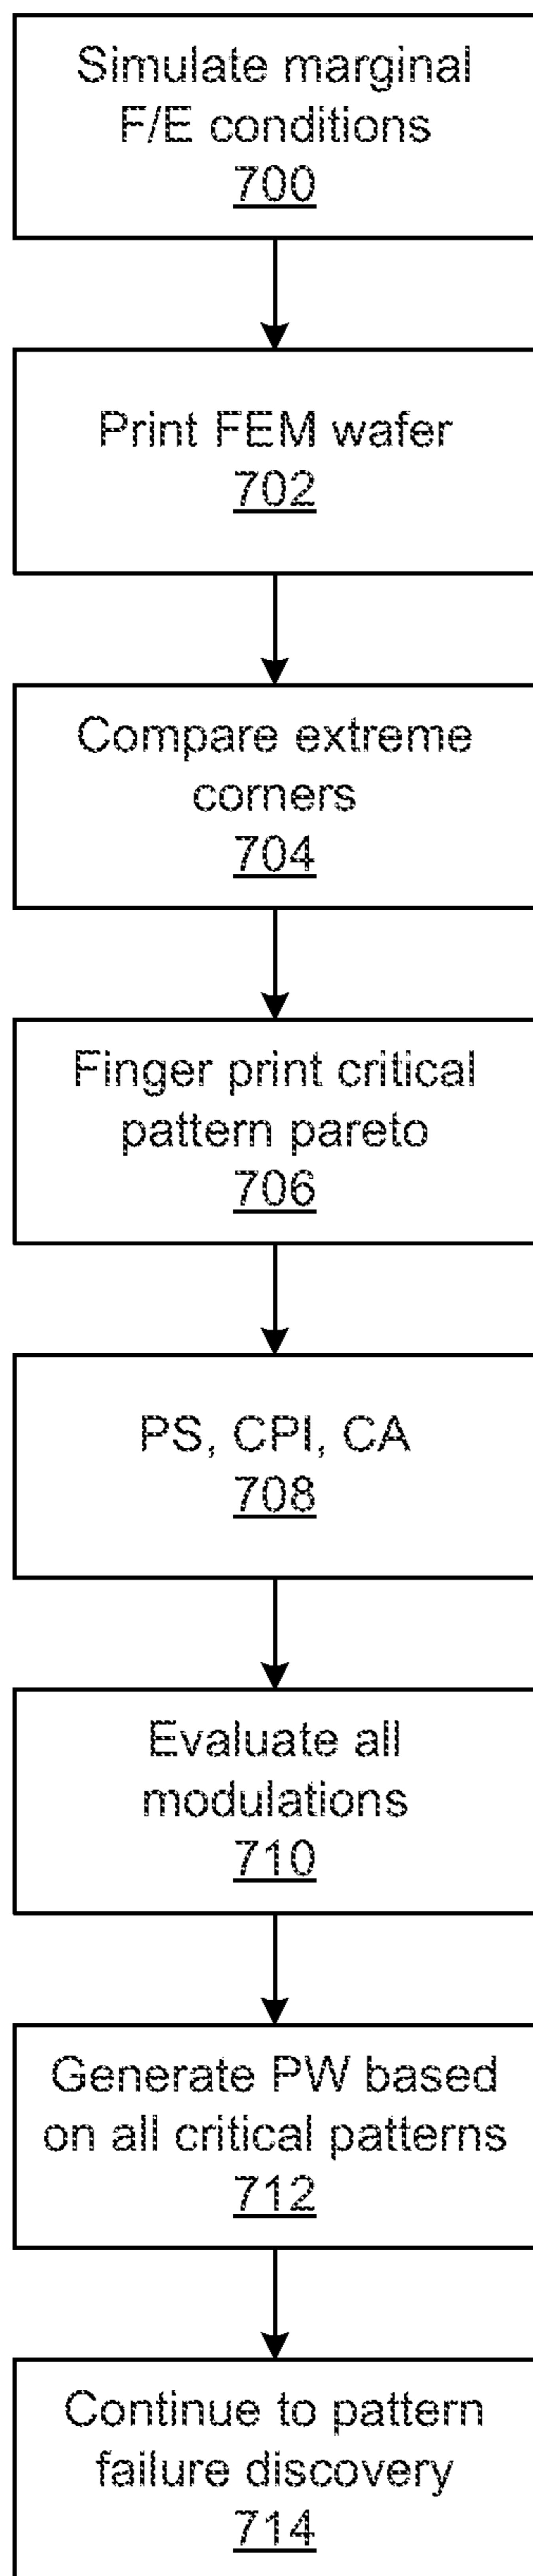 Simulate marginal
F/E conditions
700
Print FEM wafer
702
Compare extreme
corners
704
Finger print critical
pattern pareto
706
PS, CPI, CA
708
Evaluate all
modulations
710
Generate PW based
on all critical patterns
712
Continue to pattern
failure discovery
714